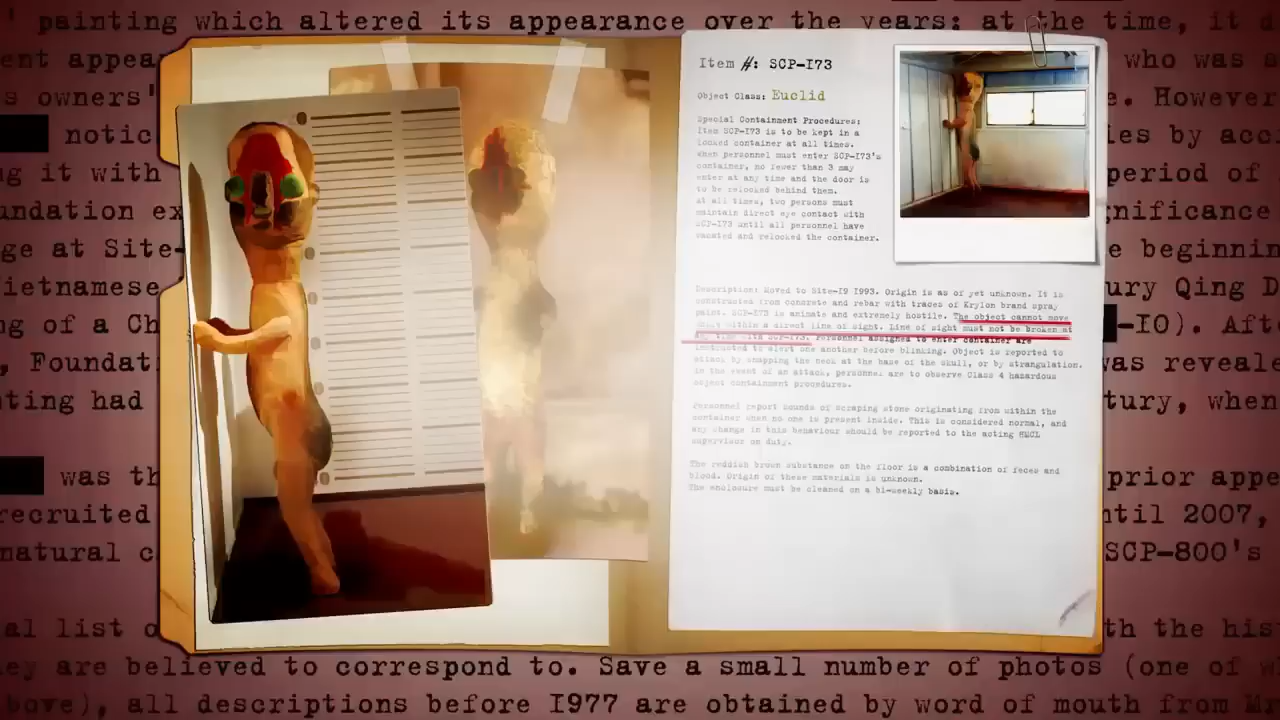 ' painting which altered its appearance over the years: at the time, it d
ent appea
who was s
s owners'
e. However
notic
ies by acc
ng it with
period of
undation ex
gnificance
ge at Site-
e beginnin
ietnamese
ury Qing D
ng of a Ch
-I0). Aft
, Foundat
was reveale
ting had
tury, when
was th
prior appe
recruited
ntil 2007,
natural c
SCP-800's
al list o
th the his
ey are believed to correspond to. Save a small number of photos (one of w
bove), all descriptions before I977 are obtained by word of mouth from Mr
Item #: SCP-I73
Object Class: Euclid
Special Containment Procedures:
Item SCP-I73 is to be kept in a
locked container at all times.
When personnel must enter SCP-I73's
container, no fewer than 3 may
enter at any time and the door is
to be relocked behind them.
At all times, two persons must
maintain direct eye contact with
SCP-I73 until all personnel have
vacated and relocked the container.
Description: Moved to Site-I9 I993. Origin is as of yet unknown. It is
constructed from concrete and rebar with traces of Krylon brand spray
paint. SCP-I73 is animate and extremely hostile. The object cannot move
while within a direct line of sight. Line of sight must not be broken at
any time with SCP-I73. Personnel assigned to enter container are
instructed to alert one another before blinking. Object is reported to
attack by snapping the neck at the base of the skull, or by strangulation.
In the event of an attack, personnel are to observe Class 4 hazardous
object containment procedures.
Personnel report sounds of scraping stone originating from within the
container when no one is present inside. This is considered normal, and
any change in this behaviour should be reported to the acting HMCL
supervisor on duty.
The reddish brown substance on the floor is a combination of feces and
blood. Origin of these materials is unknown.
The enclosure must be cleaned on a bi-weekly basis.